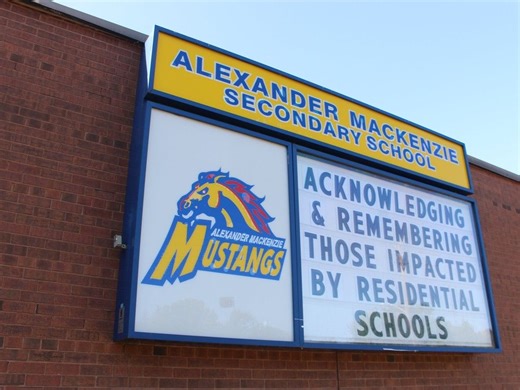 ALEXANDER MACKENZIE
SECONDARY SCHOOL
ALEXANDER MACKENZIE
MUSTANGS
ACKNOWLEDGING
& REMEMBERING
THOSE IMPACTED
BY RESIDENTIAL
SCHOOLS